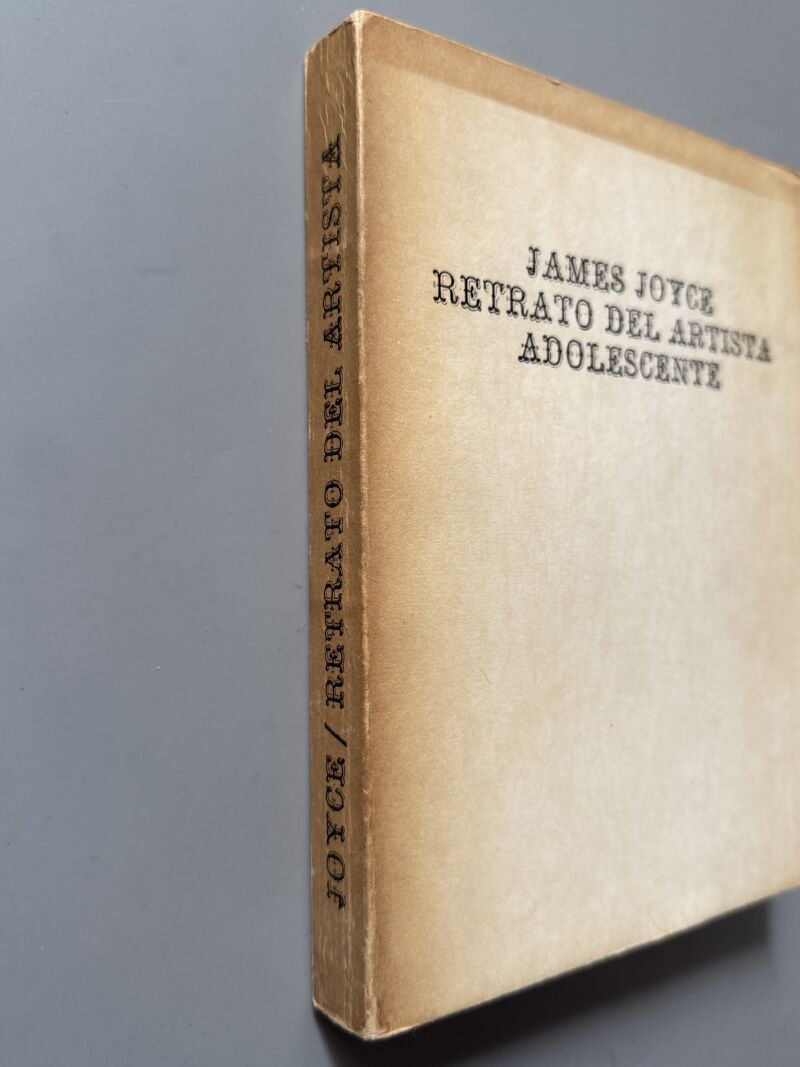 JAMES JOYCE
RETRATO DEL ARTISTA
ADOLESCENTE
JOYCE / RETRATO DEL ARTISTA